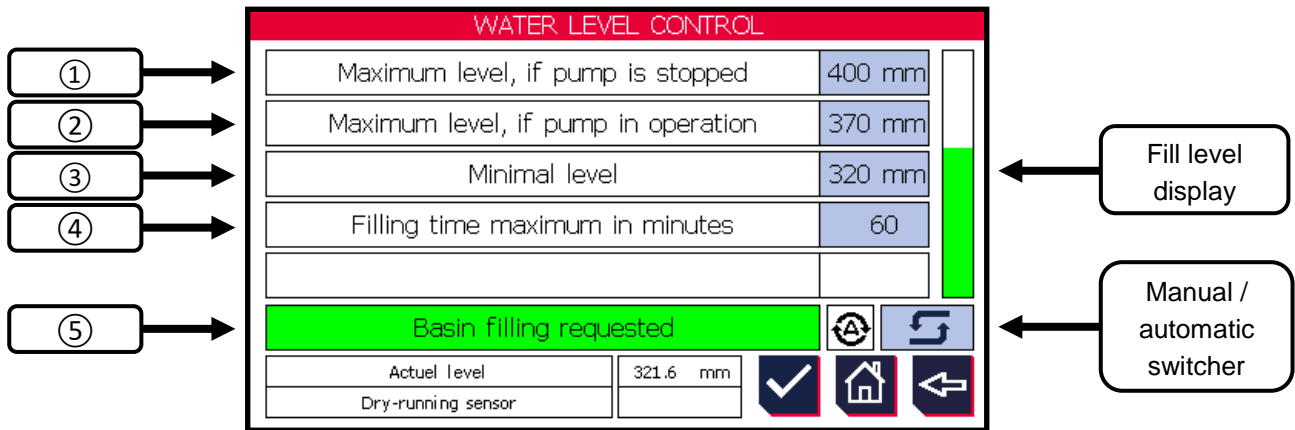 WATER LEVEL CONTROL
① Maximum level, if pump is stopped 400 mm
② Maximum level, if pump in operation 370 mm
③ Minimal level 320 mm
④ Filling time maximum in minutes 60
⑤ Basin filling requested A
Actuel level 321.6 mm
Dry-running sensor
Fill level
display
Manual /
automatic
switcher